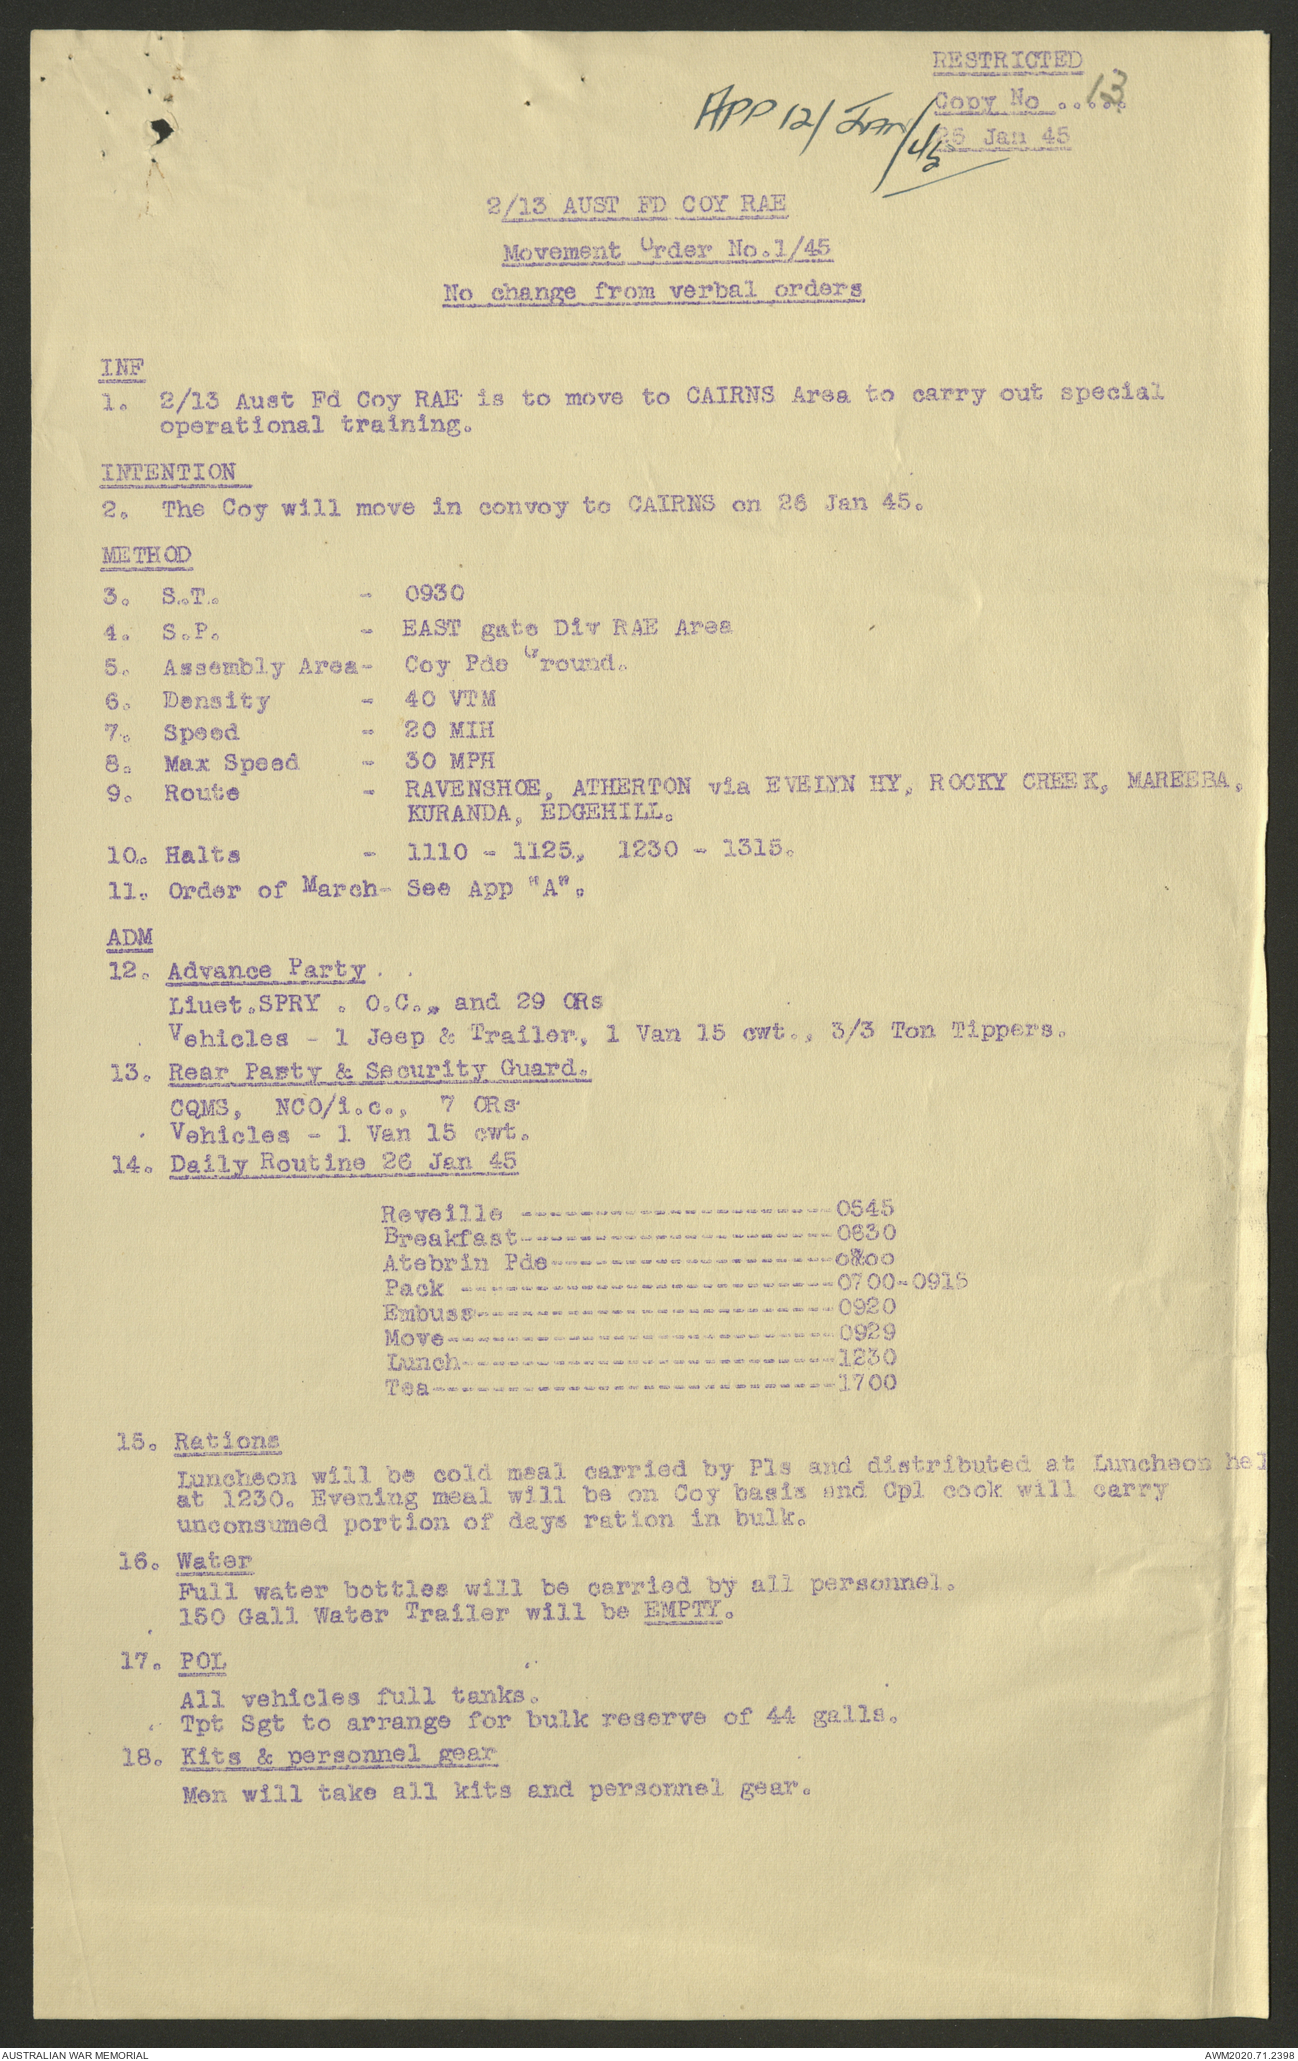 RESTRICTED
Copy No ..... 13
APP 12/ Jan/45
25 Jan 45
2/13 AUST FD COY RAE
Movement Order No.1/45
No change from verbal orders
INF
1. 2/13 Aust Fd Coy RAE is to move to CAIRNS Area to carry out special
operational training.
INTENTION
2. The Coy will move in convoy to CAIRNS on 26 Jan 45.
METHOD
3. S.T. - 0930
4. S.P. - EAST gate Div RAE Area
5. Assembly Area- Coy Pde Ground.
6. Density - 40 VTM
7. Speed - 20 MIH
8. Max Speed - 30 MPH
9. Route - RAVENSHOE, ATHERTON via EVELYN HY, ROCKY CREEK, MAREEBA,
KURANDA, EDGEHILL.
10. Halts - 1110 - 1125, 1230 - 1315.
11. Order of March- See App "A".
ADM
12. Advance Party.
Liuet.SPRY . O.C., and 29 ORs
Vehicles - 1 Jeep & Trailer, 1 Van 15 cwt., 3/3 Ton Tippers.
13. Rear Party & Security Guard.
CQMS, NCO/i.c., 7 ORs
Vehicles - 1 Van 15 cwt.
14. Daily Routine 26 Jan 45
Reveille ---------------------0545
Breakfast---------------------0630
Atebrin Pde-------------------
Pack -------------------------0700-0915
Embuss------------------------0920
Move--------------------------0929
Lunch-------------------------1230
Tea---------------------------1700
15. Rations
Luncheon will be cold meal carried by Pls and distributed at Luncheon hal
at 1230. Evening meal will be on Coy basis and Cpl cook will carry
unconsumed portion of days ration in bulk.
16. Water
Full water bottles will be carried by all personnel.
150 Gall Water Trailer will be EMPTY.
17. POL
All vehicles full tanks.
Tpt Sgt to arrange for bulk reserve of 44 galls.
18. Kits & personnel gear
Men will take all kits and personnel gear.
AUSTRALIAN WAR MEMORIAL
AWM2020.71.2398